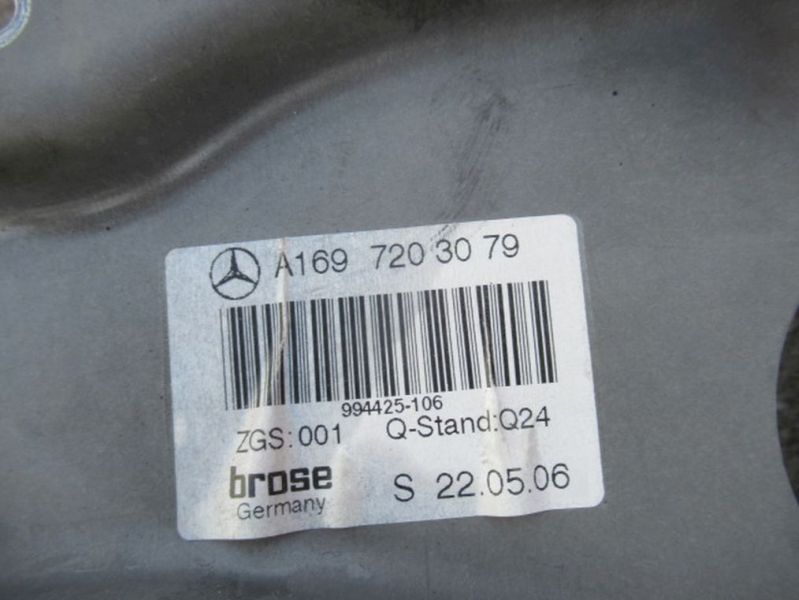 A169 720 30 79
994425-106
ZGS:001 Q-Stand:Q24
brose S 22.05.06
Germany